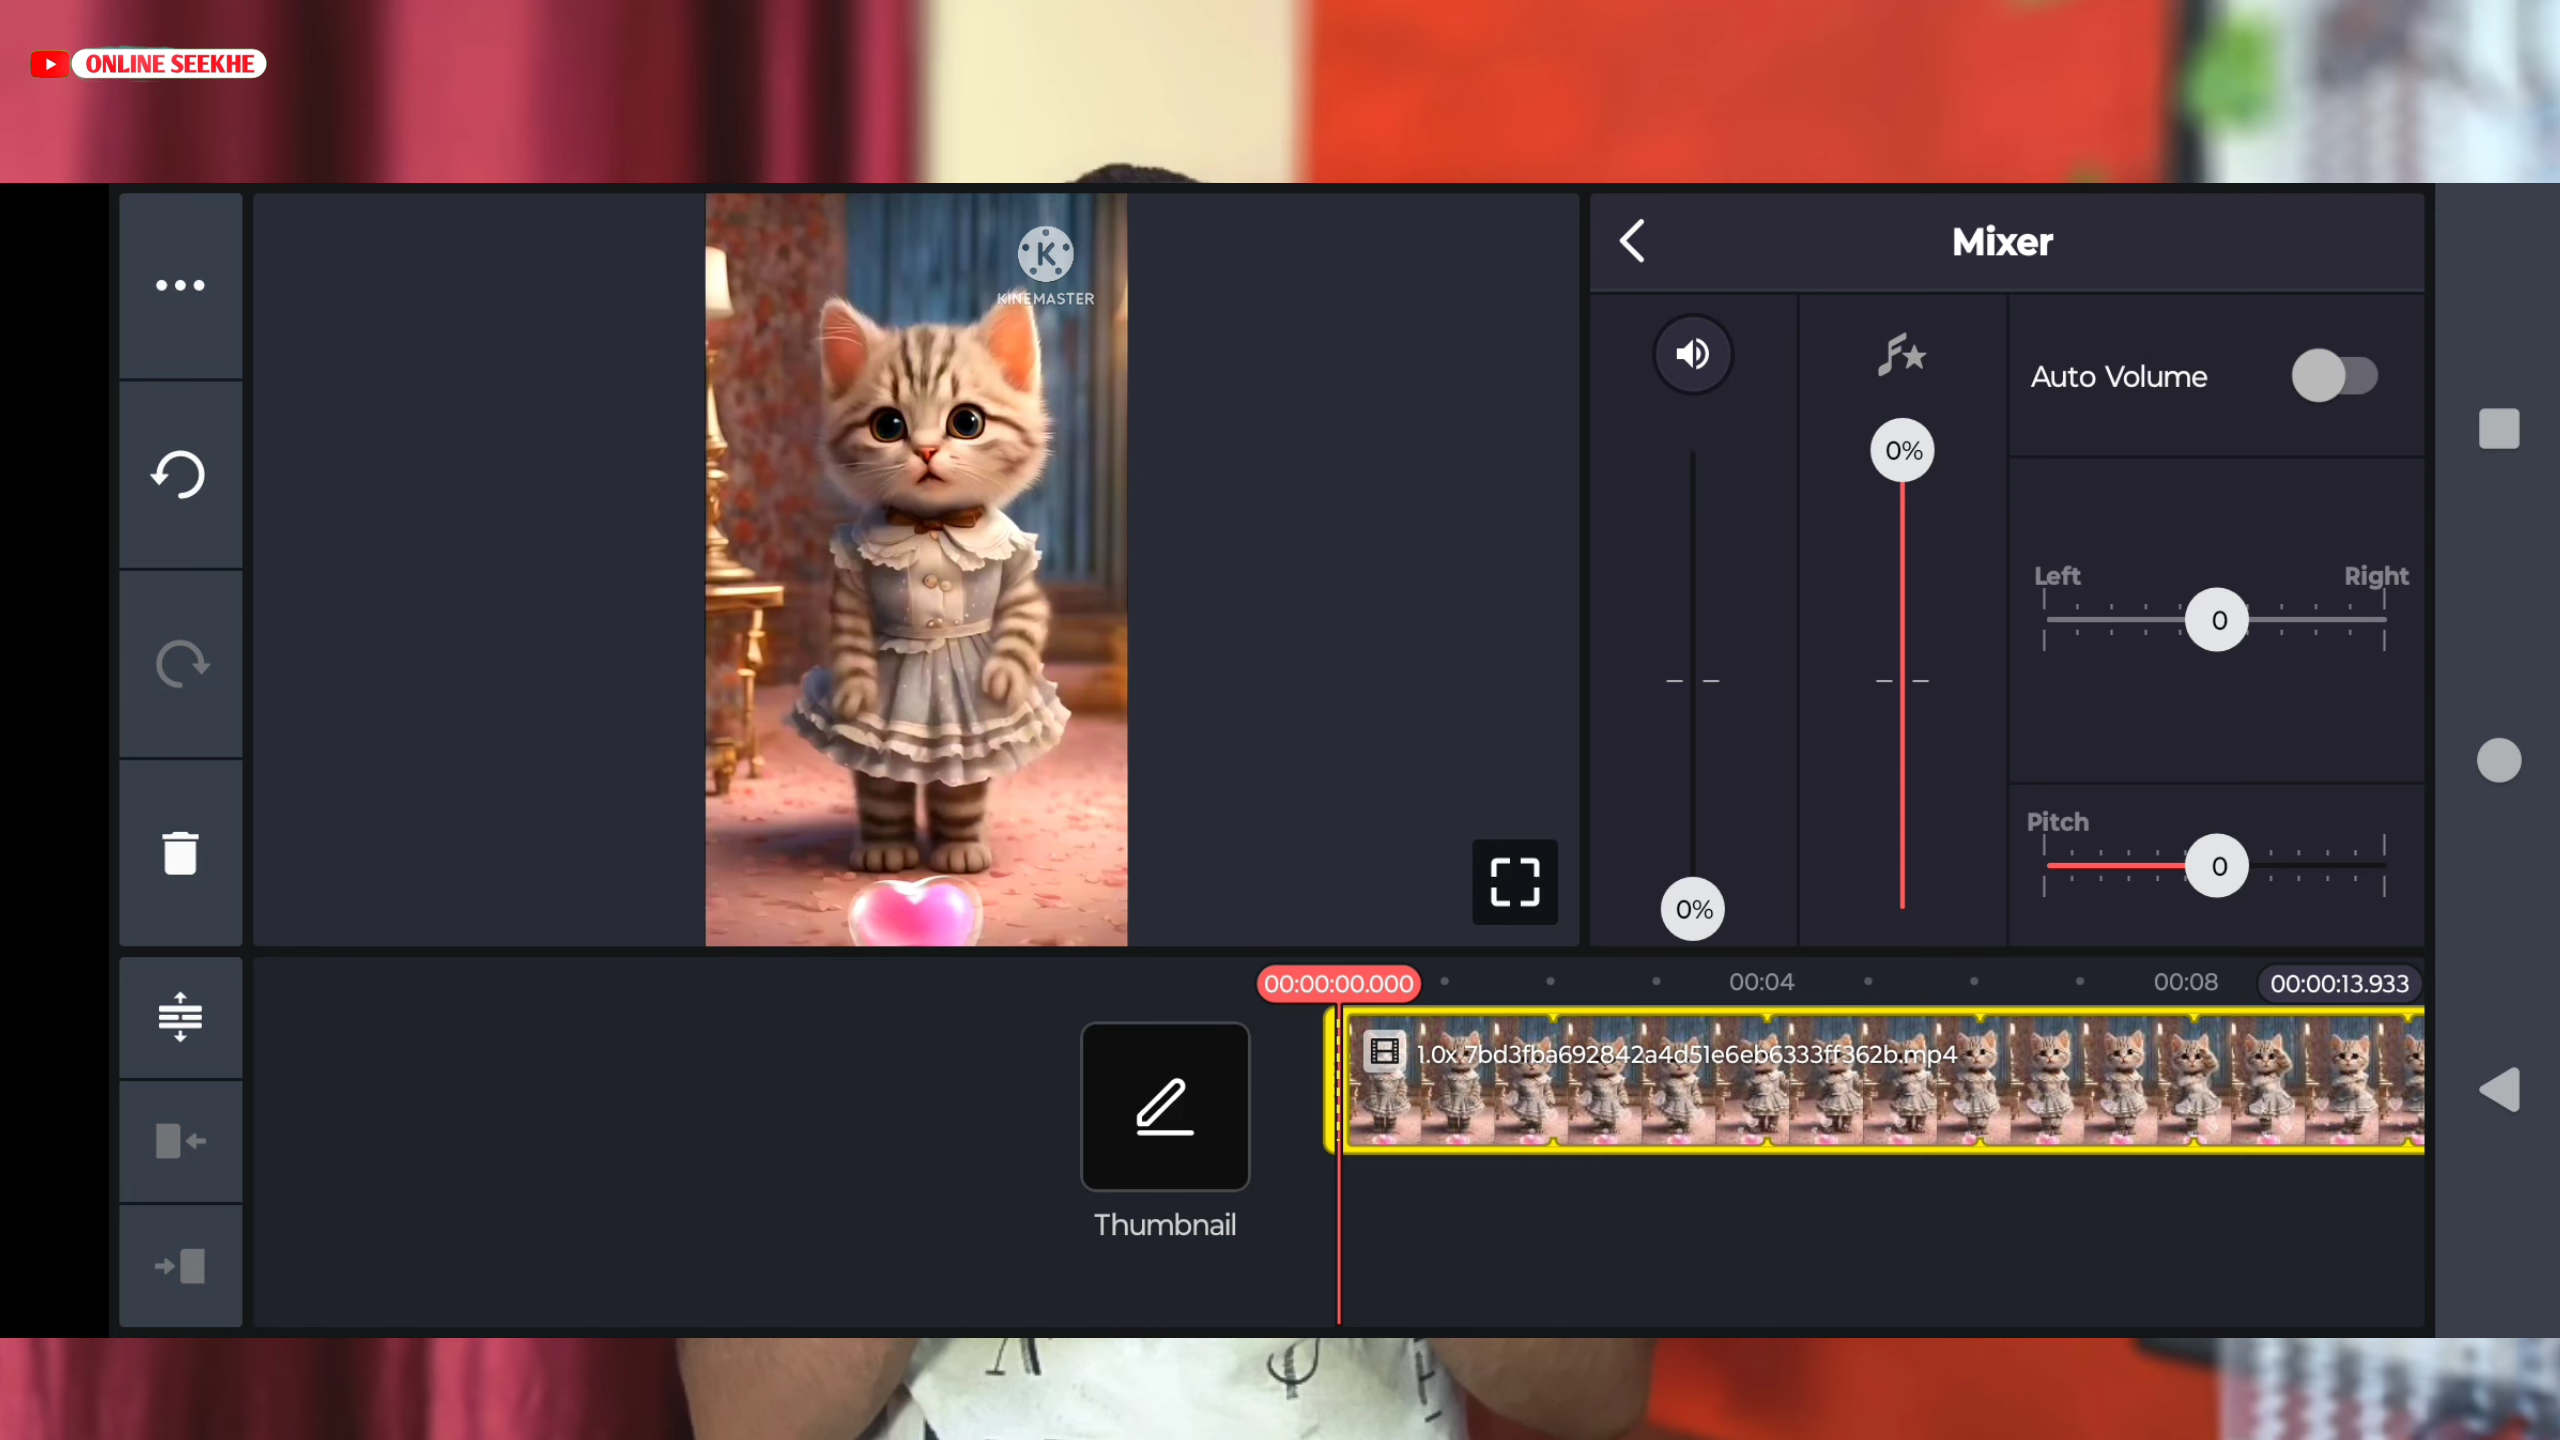 ONLINE SEEKHE
KINEMASTER
Mixer
0%
0%
Auto Volume
Left
Right
0
Pitch
0
00:00:00.000
00:04
00:08
00:00:13.933
1.0x 7bd3fba692842a4d51e6eb6333ff362b.mp4
Thumbnail